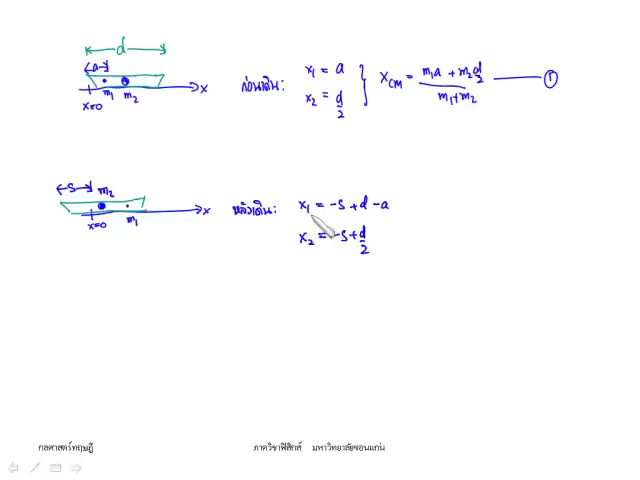 d
a
m₁ m₂
x
x=0
ก่อนเดิน: x₁ = a
x₂ = d/2
x_CM = (m₁a + m₂ d/2)/(m₁+m₂) ——— ①
s
m₂
x=0 m₁
x
หลังเดิน: x₁ = -s + d - a
x₂ = -s + d/2
กลศาสตร์ทฤษฎี ภาควิชาฟิสิกส์ มหาวิทยาลัยขอนแก่น